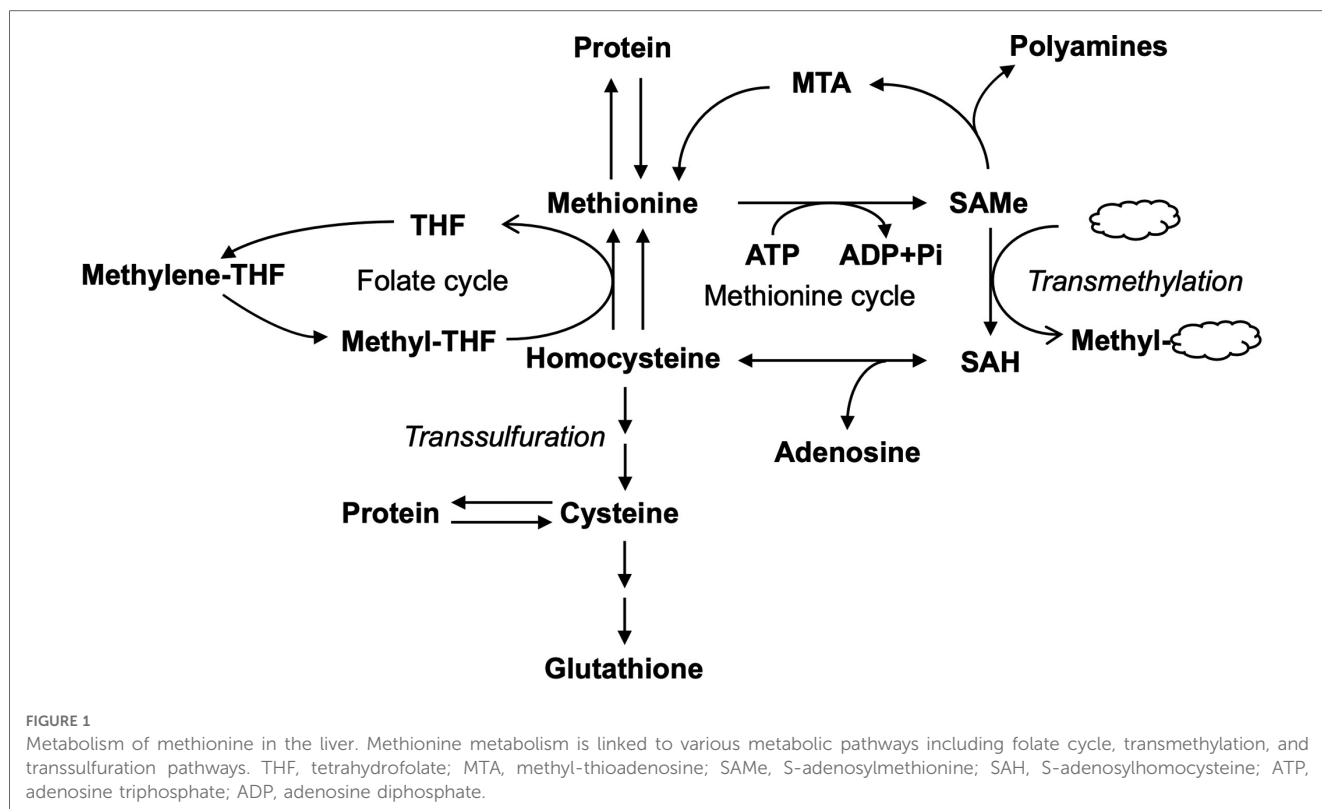 Protein
Polyamines
MTA
Methionine
SAMe
THF
ATP
ADP+Pi
Methylene-THF
Folate cycle
Methionine cycle
Transmethylation
Methyl-THF
Methyl-
Homocysteine
SAH
Transsulfuration
Adenosine
Protein
Cysteine
Glutathione
FIGURE 1
Metabolism of methionine in the liver. Methionine metabolism is linked to various metabolic pathways including folate cycle, transmethylation, and
transsulfuration pathways. THF, tetrahydrofolate; MTA, methyl-thioadenosine; SAMe, S-adenosylmethionine; SAH, S-adenosylhomocysteine; ATP,
adenosine triphosphate; ADP, adenosine diphosphate.